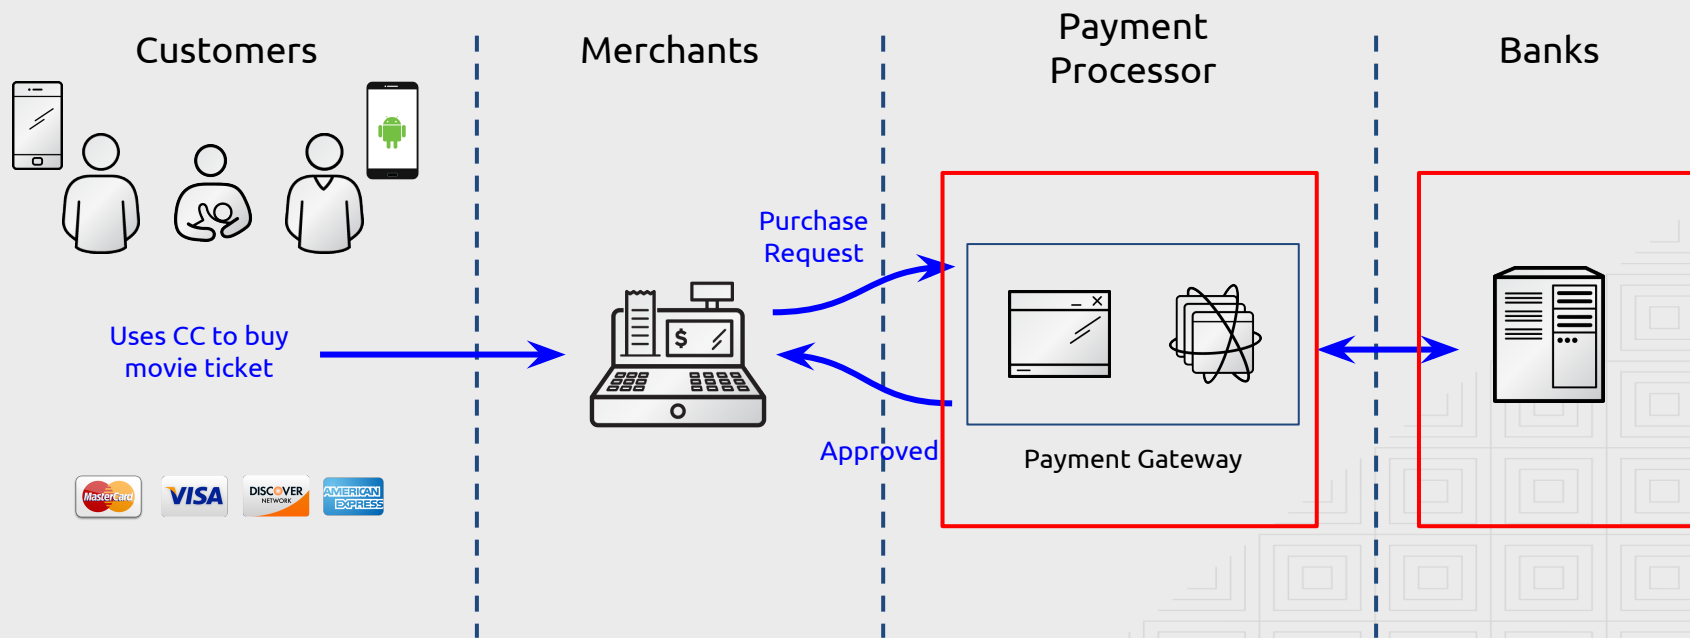 Customers
Merchants
Payment
Processor
Banks
Purchase
Request
$
Uses CC to buy
movie ticket
Approved
Payment Gateway
MasterCard
VISA
DISCOVER
NETWORK
AMERICAN
EXPRESS